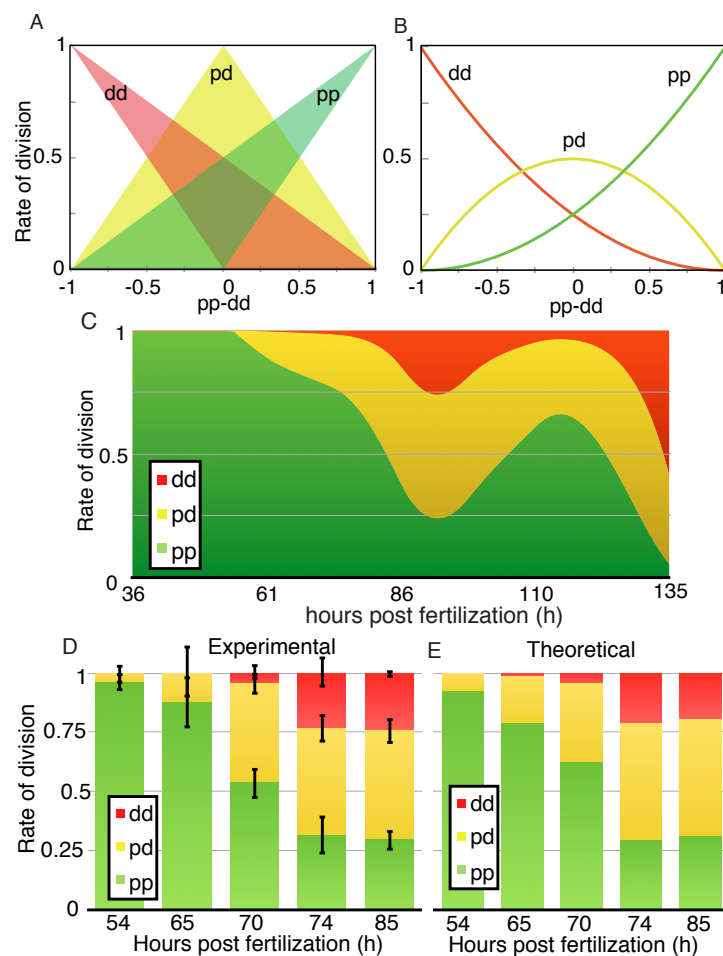 A
B
1
0.5
0
Rate of division
dd
pd
pp
-1
-0.5
0
0.5
1
pp-dd
1
0.5
0
dd
pd
pp
-1
-0.5
0
0.5
1
pp-dd
C
1
0.5
0
Rate of division
dd
pd
pp
36
61
86
110
135
hours post fertilization (h)
D
Experimental
1
0.75
0.5
0.25
0
Rate of division
dd
pd
pp
54
65
70
74
85
Hours post fertilization (h)
E
Theoretical
dd
pd
pp
54
65
70
74
85
Hours post fertilization (h)